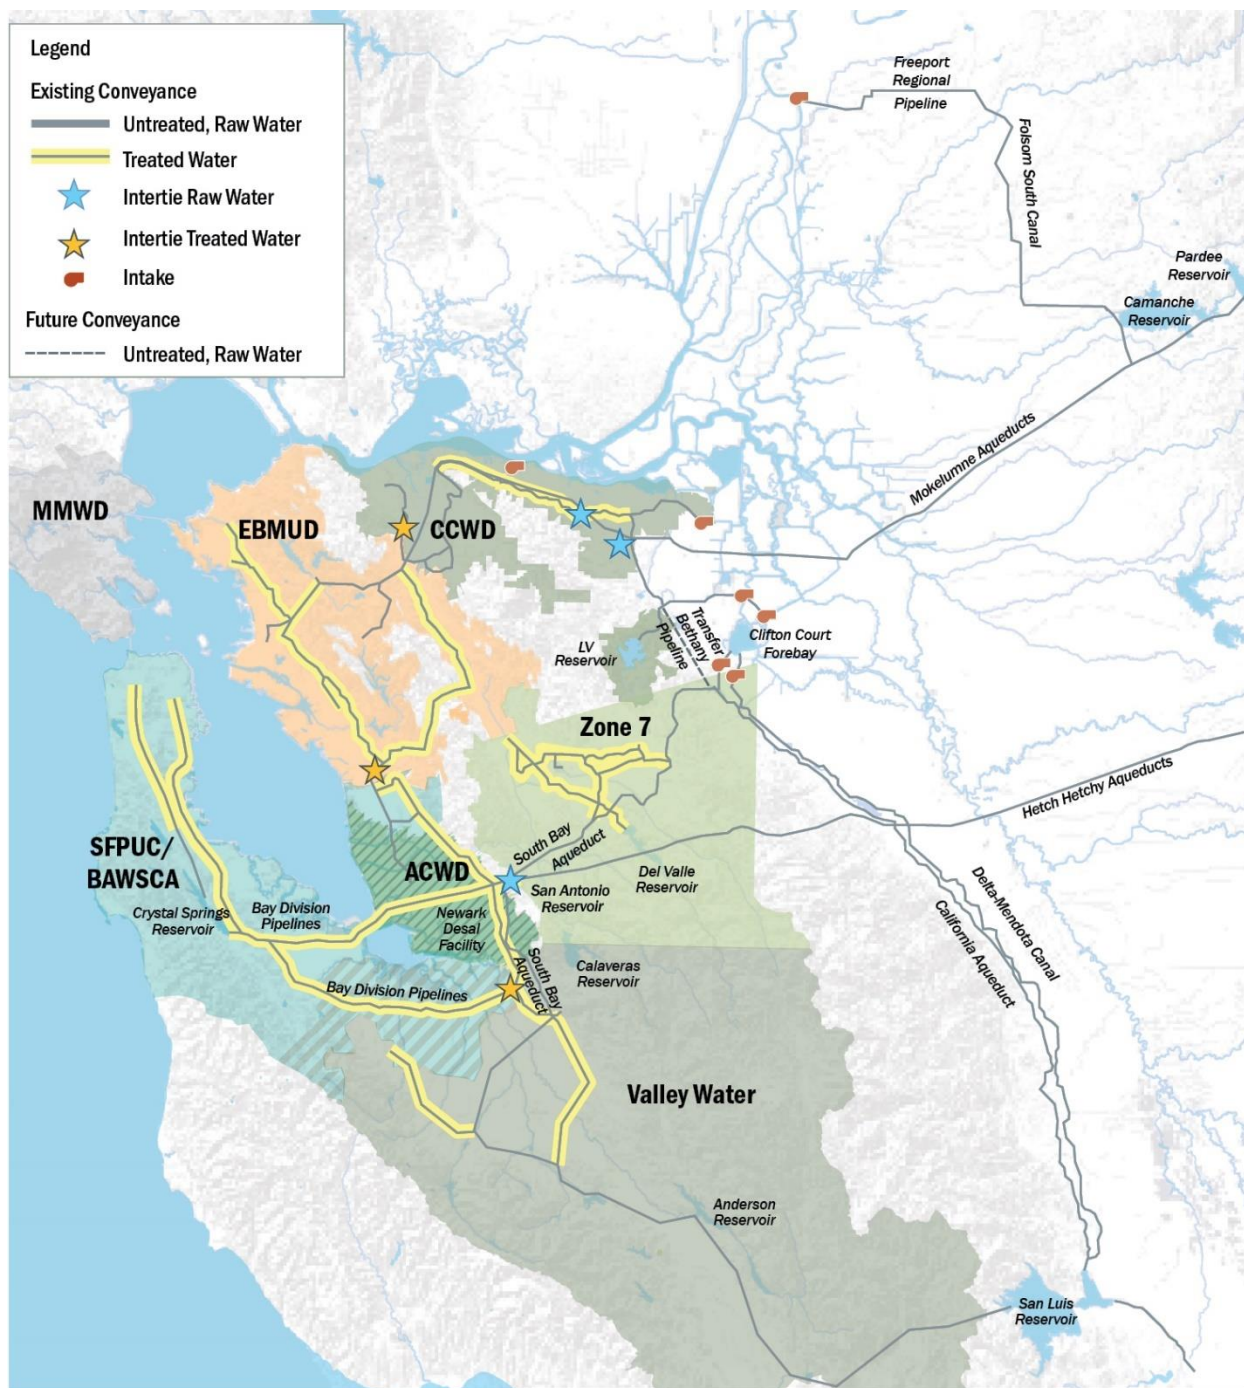 Legend
Existing Conveyance
Untreated, Raw Water
Treated Water
Intertie Raw Water
Intertie Treated Water
Intake
Future Conveyance
Untreated, Raw Water
Freeport
Regional
Pipeline
Folsom South Canal
Pardee
Reservoir
Camanche
Reservoir
Mokelumne Aqueducts
MMWD
EBMUD
CCWD
LV
Reservoir
Transfer
Bethany
Pipeline
Clifton Court
Forebay
Zone 7
Hetch Hetchy Aqueducts
SFPUC/
BAWSCA
ACWD
South Bay
Aqueduct
Del Valle
Reservoir
San Antonio
Reservoir
Crystal Springs
Reservoir
Bay Division
Pipelines
Newark
Desal
Facility
Delta-Mendota Canal
California Aqueduct
Bay Division Pipelines
South Bay
Aqueduct
Calaveras
Reservoir
Valley Water
Anderson
Reservoir
San Luis
Reservoir